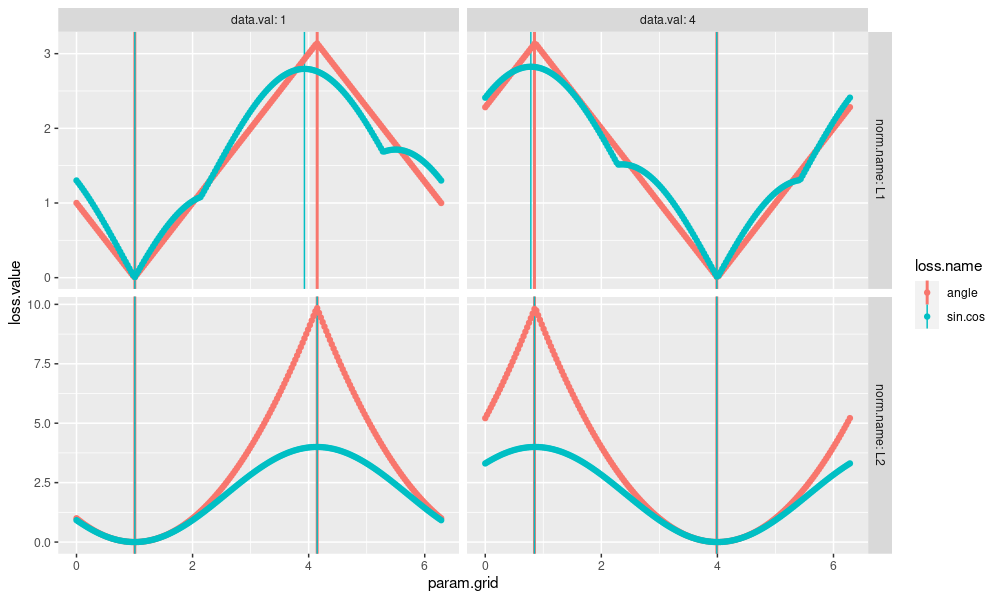 data.val: 1
data.val: 4
loss.value
3
2
1
0
norm.name: L1
10.0
7.5
5.0
2.5
0.0
norm.name: L2
0
2
4
6
0
2
4
6
param.grid
loss.name
angle
sin.cos